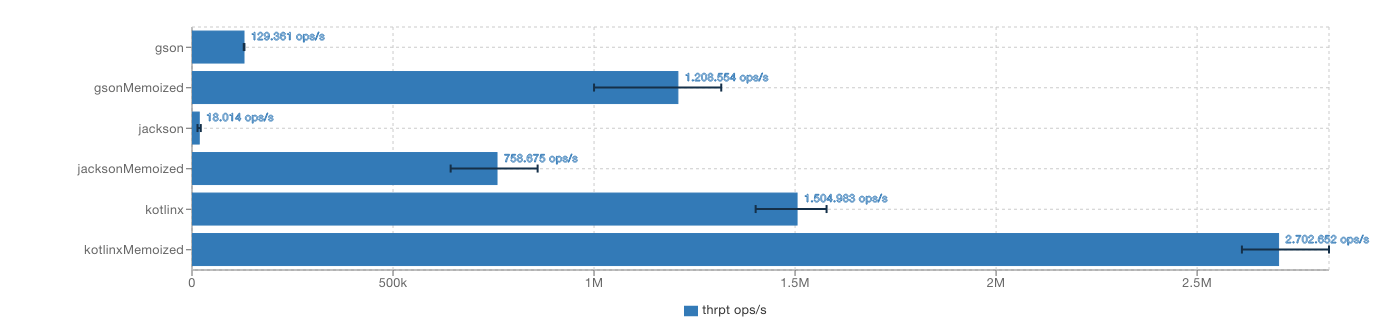 gson
129.361 ops/s
gsonMemoized
1.208.554 ops/s
jackson
18.014 ops/s
jacksonMemoized
758.675 ops/s
kotlinx
1.504.983 ops/s
kotlinxMemoized
2.702.652 ops/s
0 500k 1M 1.5M 2M 2.5M
thrpt ops/s